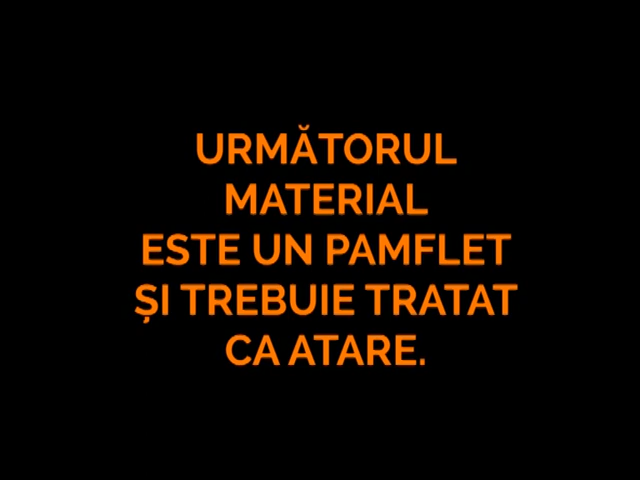 URMĂTORUL
MATERIAL
ESTE UN PAMFLET
ȘI TREBUIE TRATAT
CA ATARE.